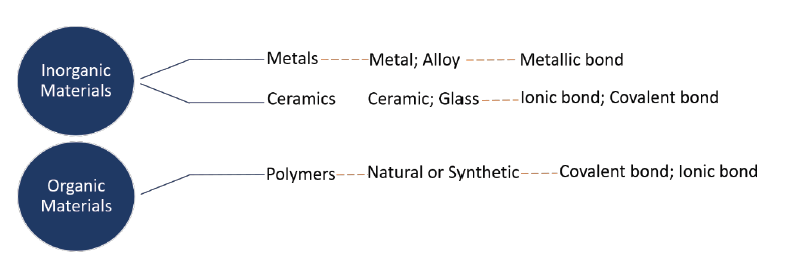 Inorganic
Materials
Metals Metal; Alloy Metallic bond
Ceramics Ceramic; Glass Ionic bond; Covalent bond
Organic
Materials
Polymers Natural or Synthetic Covalent bond; Ionic bond